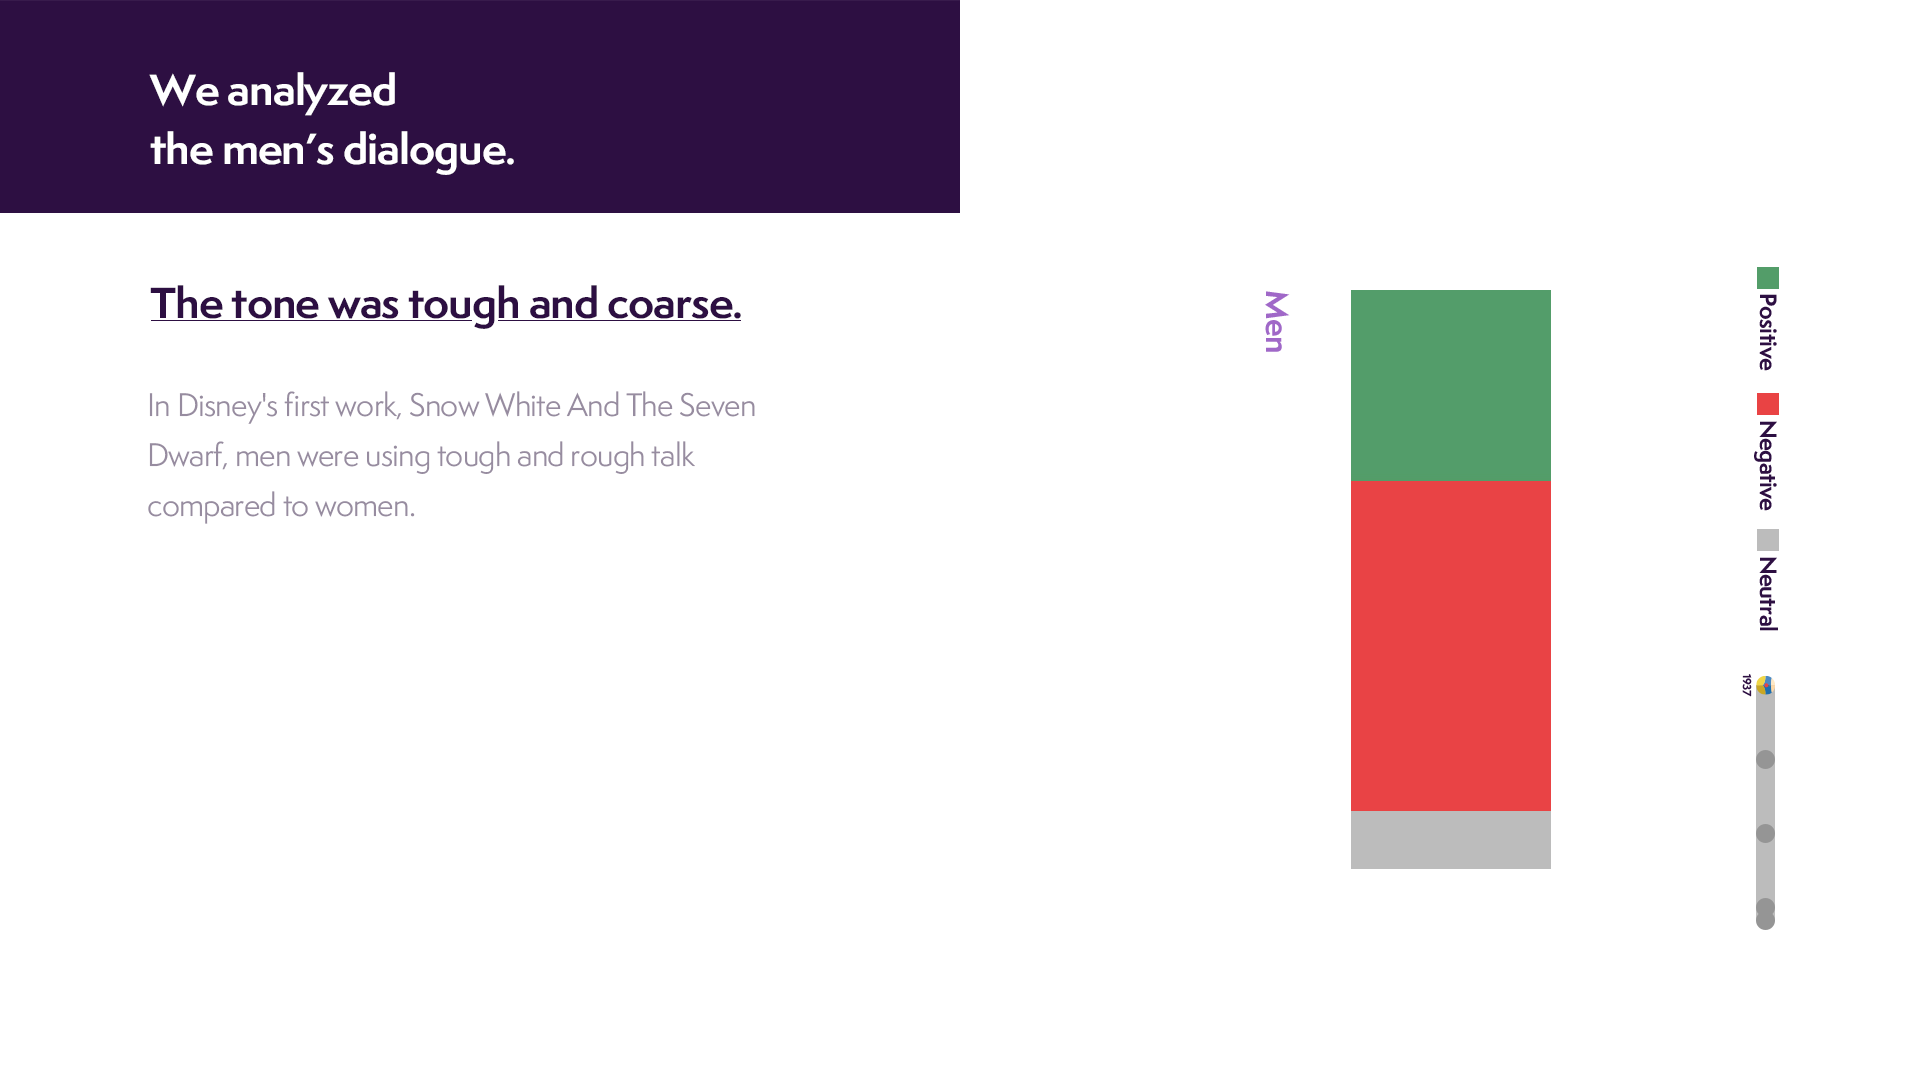 We analyzed
the men's dialogue.
The tone was tough and coarse.
In Disney's first work, Snow White And The Seven
Dwarf, men were using tough and rough talk
compared to women.
Men
Positive
Negative
Neutral
1937